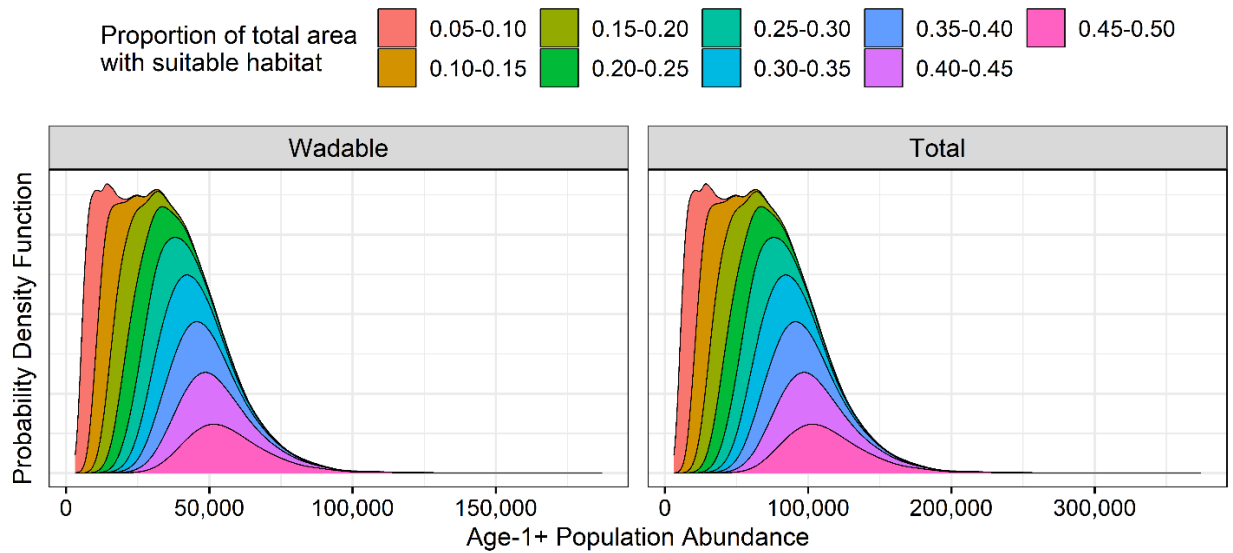 Proportion of total area
with suitable habitat
0.05-0.10 0.15-0.20 0.25-0.30 0.35-0.40 0.45-0.50
0.10-0.15 0.20-0.25 0.30-0.35 0.40-0.45
Wadable Total
Probability Density Function
0 50,000 100,000 150,000 0 100,000 200,000 300,000
Age-1+ Population Abundance